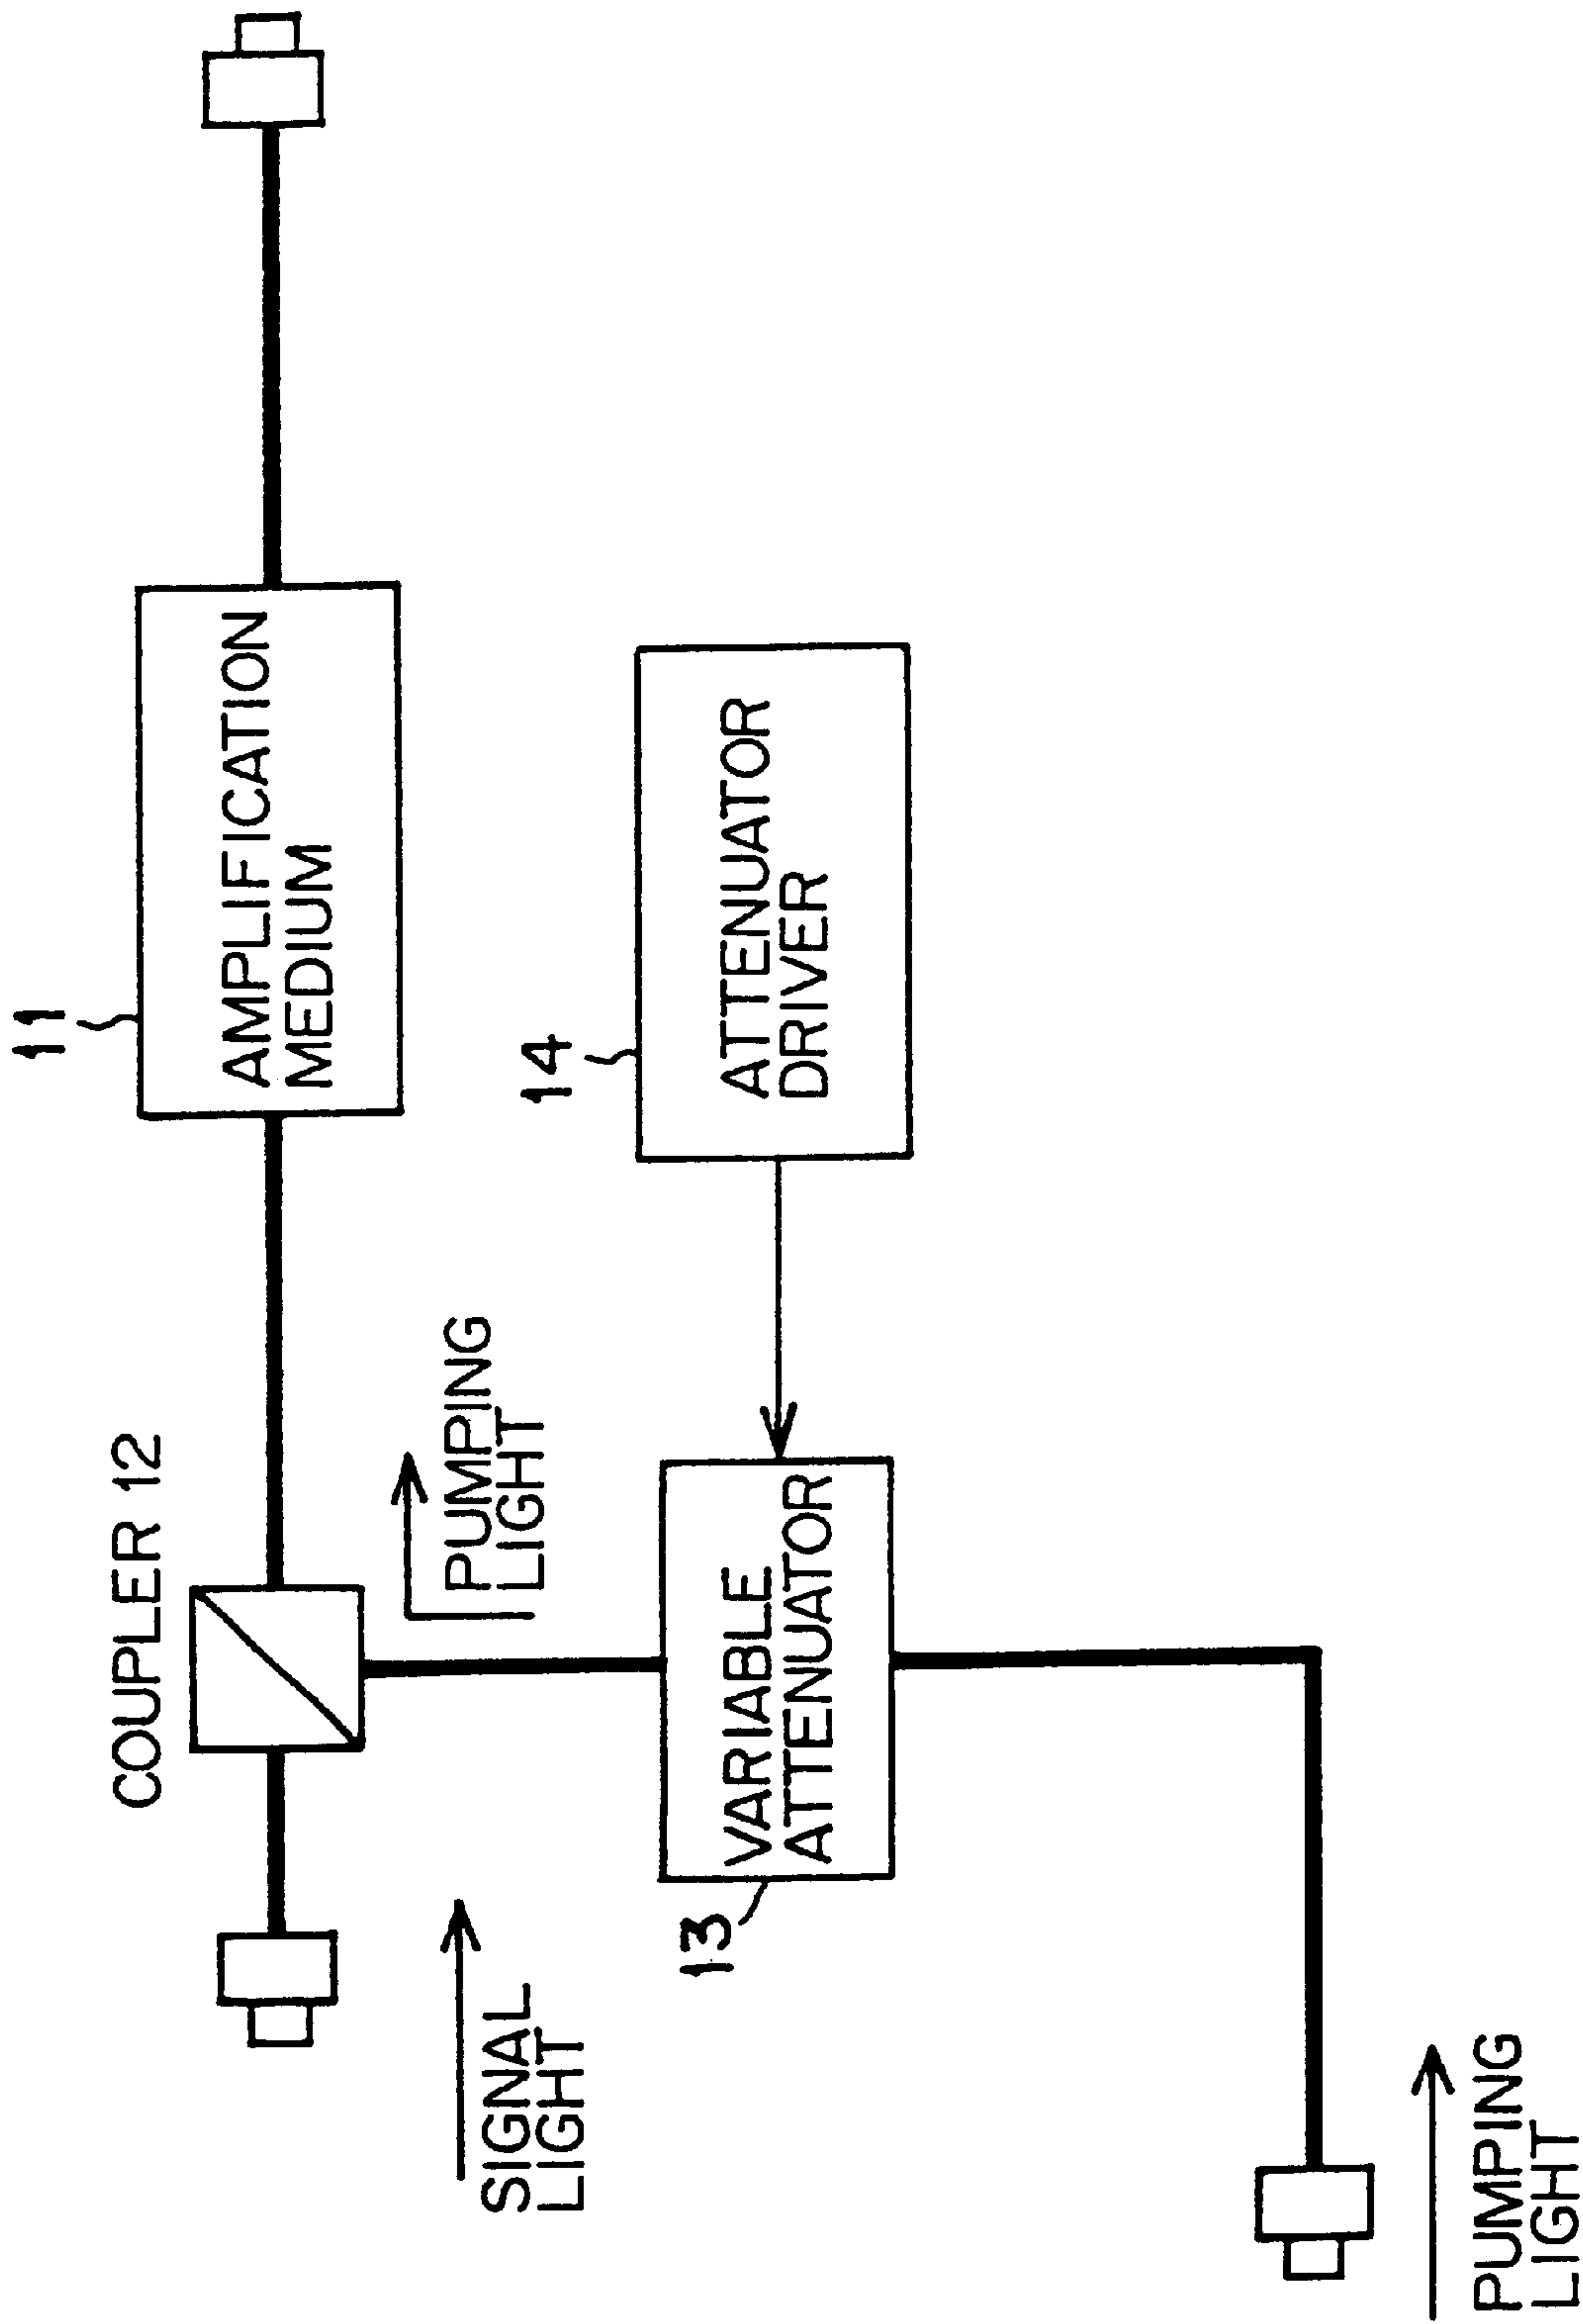 COUPLER 12
11
AMPLIFICATION
MEDIUM
SIGNAL
LIGHT
PUMPING
LIGHT
14
13
VARIABLE
ATTENUATOR
ATTENUATOR
DRIVER
PUMPING
LIGHT